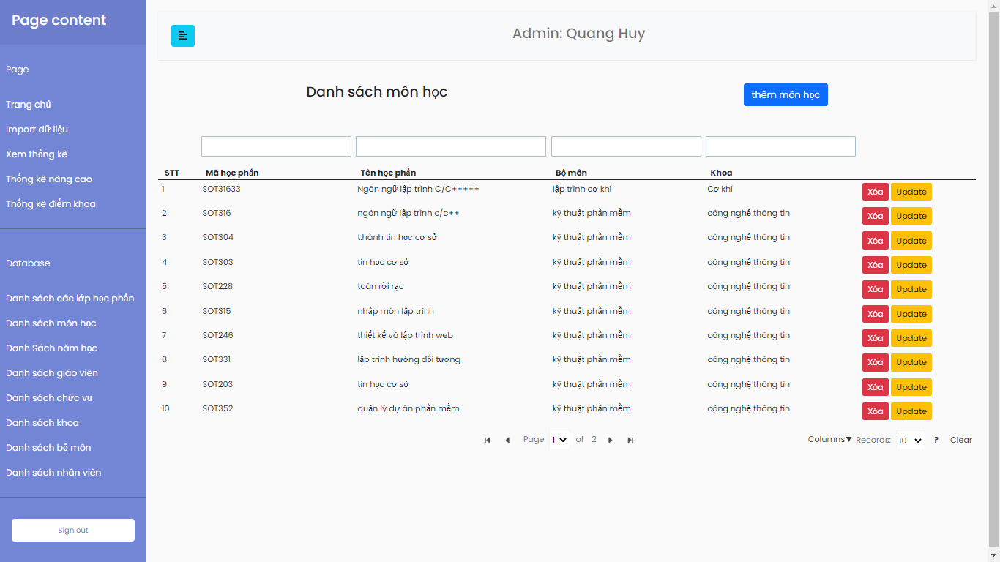 Page content
Page
Trang chủ
Import dữ liệu
Xem thống kê
Thống kê nâng cao
Thống kê điểm khoa
Database
Danh sách các lớp học phần
Danh sách môn học
Danh Sách năm học
Danh sách giáo viên
Danh sách chức vụ
Danh sách khoa
Danh sách bộ môn
Danh sách nhân viên
Sign out
Admin: Quang Huy
Danh sách môn học
thêm môn học
STT Mã học phần Tên học phần Bộ môn Khoa
1 SOT31633 Ngôn ngữ lập trình C/C+++++ lập trình cơ khí Cơ khí Xóa Update
2 SOT316 ngôn ngữ lập trình c/c++ kỹ thuật phần mềm công nghệ thông tin Xóa Update
3 SOT304 t.hành tin học cơ sở kỹ thuật phần mềm công nghệ thông tin Xóa Update
4 SOT303 tin học cơ sở kỹ thuật phần mềm công nghệ thông tin Xóa Update
5 SOT228 toán rời rạc kỹ thuật phần mềm công nghệ thông tin Xóa Update
6 SOT315 nhập môn lập trình kỹ thuật phần mềm công nghệ thông tin Xóa Update
7 SOT246 thiết kế và lập trình web kỹ thuật phần mềm công nghệ thông tin Xóa Update
8 SOT331 lập trình hướng đối tượng kỹ thuật phần mềm công nghệ thông tin Xóa Update
9 SOT203 tin học cơ sở kỹ thuật phần mềm công nghệ thông tin Xóa Update
10 SOT352 quản lý dự án phần mềm kỹ thuật phần mềm công nghệ thông tin Xóa Update
Page 1 of 2 Columns▼ Records: 10 ? Clear